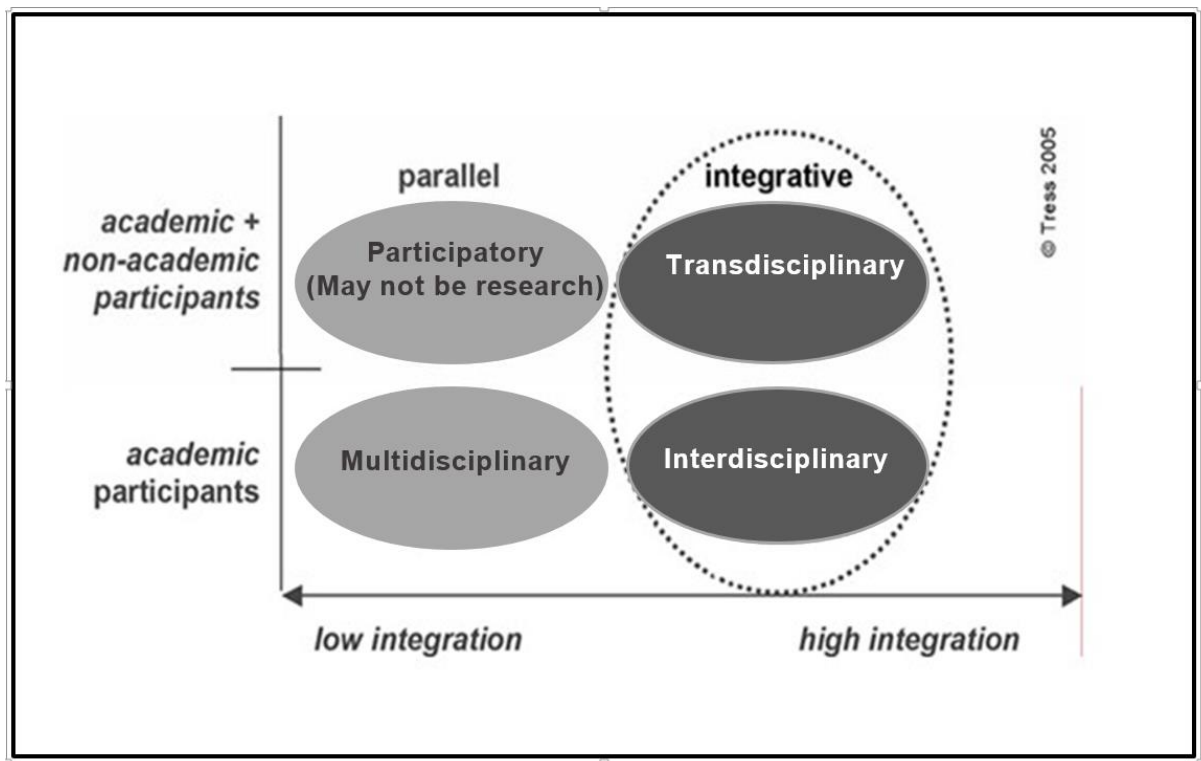 parallel
integrative
© Tress 2005
academic +
non-academic
participants
Participatory
(May not be research)
Transdisciplinary
academic
participants
Multidisciplinary
Interdisciplinary
low integration
high integration